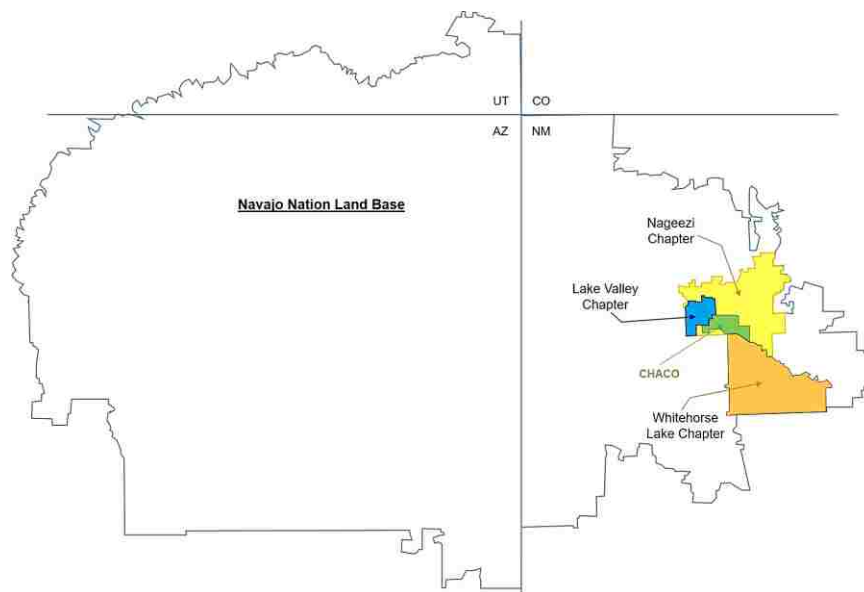 UT CO
AZ NM
Navajo Nation Land Base
Nageezi
Chapter
Lake Valley
Chapter
CHACO
Whitehorse
Lake Chapter